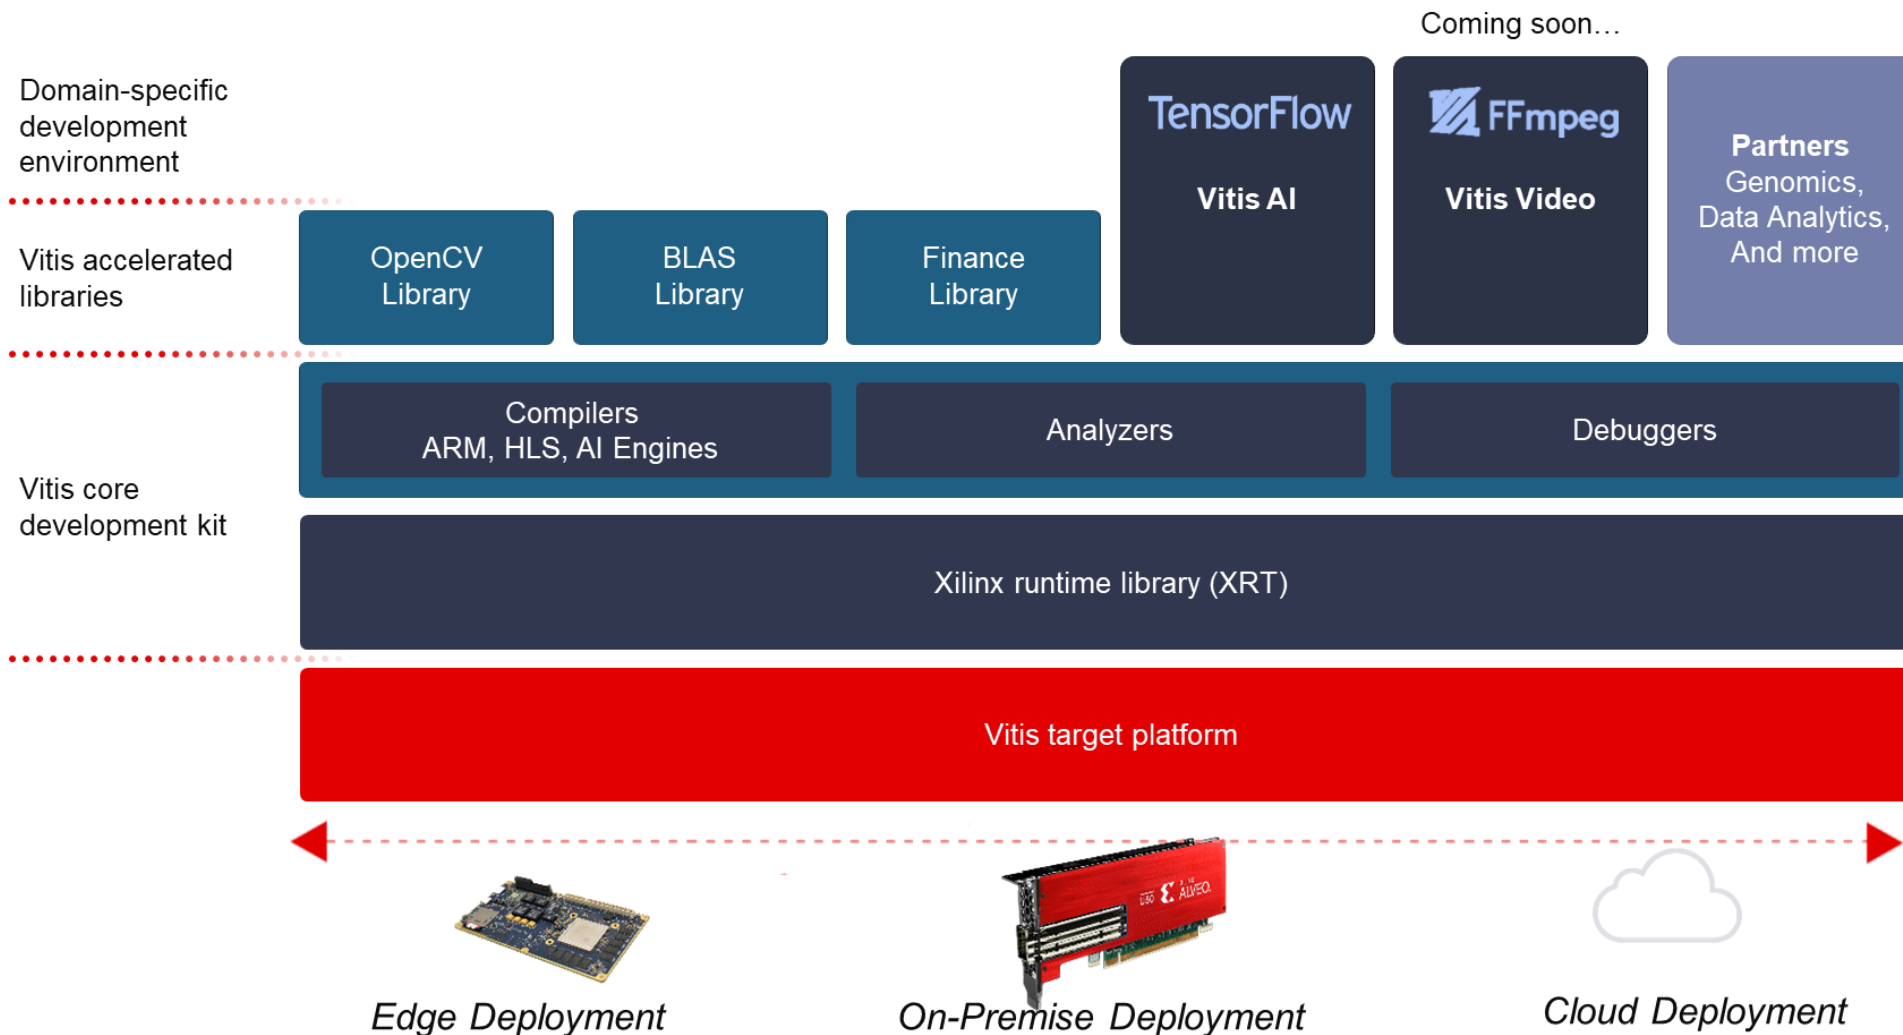 Coming soon…
Domain-specific
development
environment
TensorFlow
Vitis AI
FFmpeg
Vitis Video
Partners
Genomics,
Data Analytics,
And more
Vitis accelerated
libraries
OpenCV
Library
BLAS
Library
Finance
Library
Vitis core
development kit
Compilers
ARM, HLS, AI Engines
Analyzers
Debuggers
Xilinx runtime library (XRT)
Vitis target platform
U50
ALVEO
Edge Deployment
On-Premise Deployment
Cloud Deployment